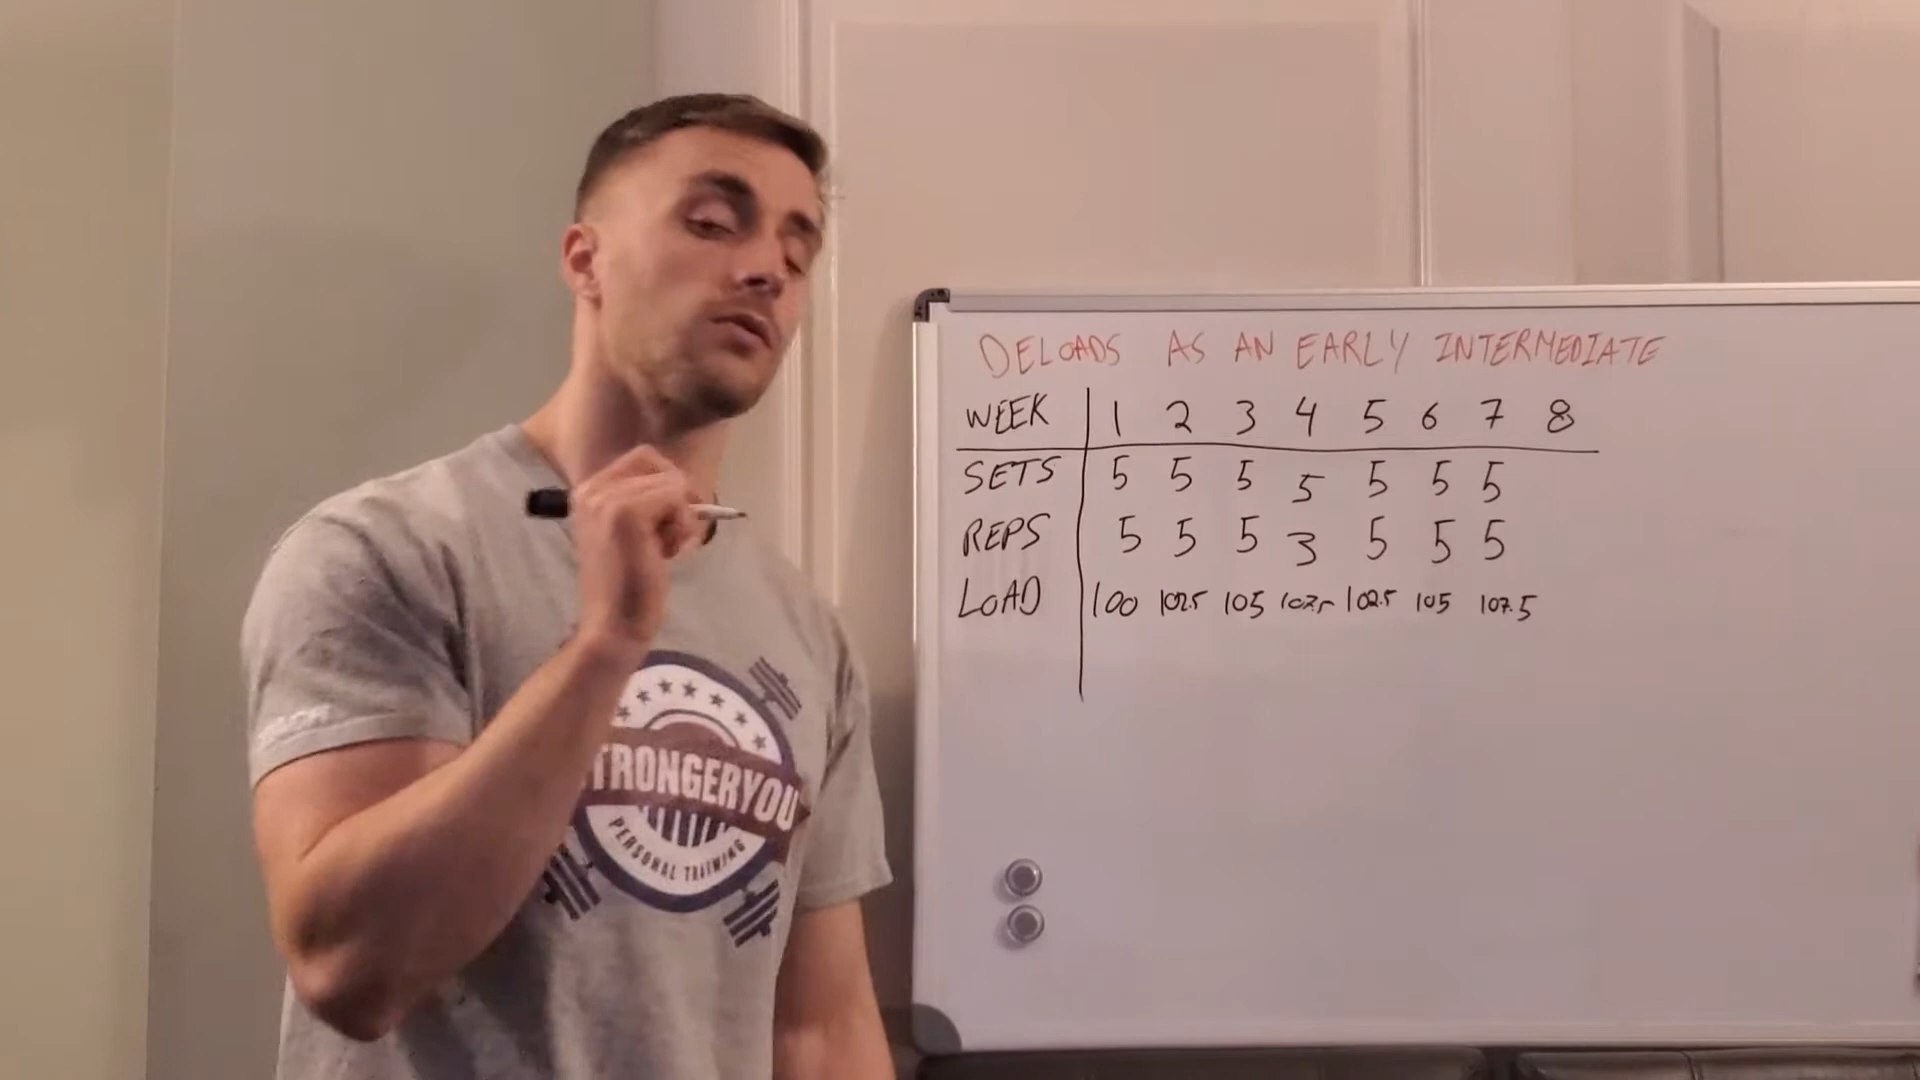 DELOADS AS AN EARLY INTERMEDIATE
WEEK 1 2 3 4 5 6 7 8
SETS 5 5 5 5 5 5 5
REPS 5 5 5 3 5 5 5
LOAD 100 102.5 105 107.5 102.5 105 107.5
TRONGERYOU
PERSONAL TRAINING